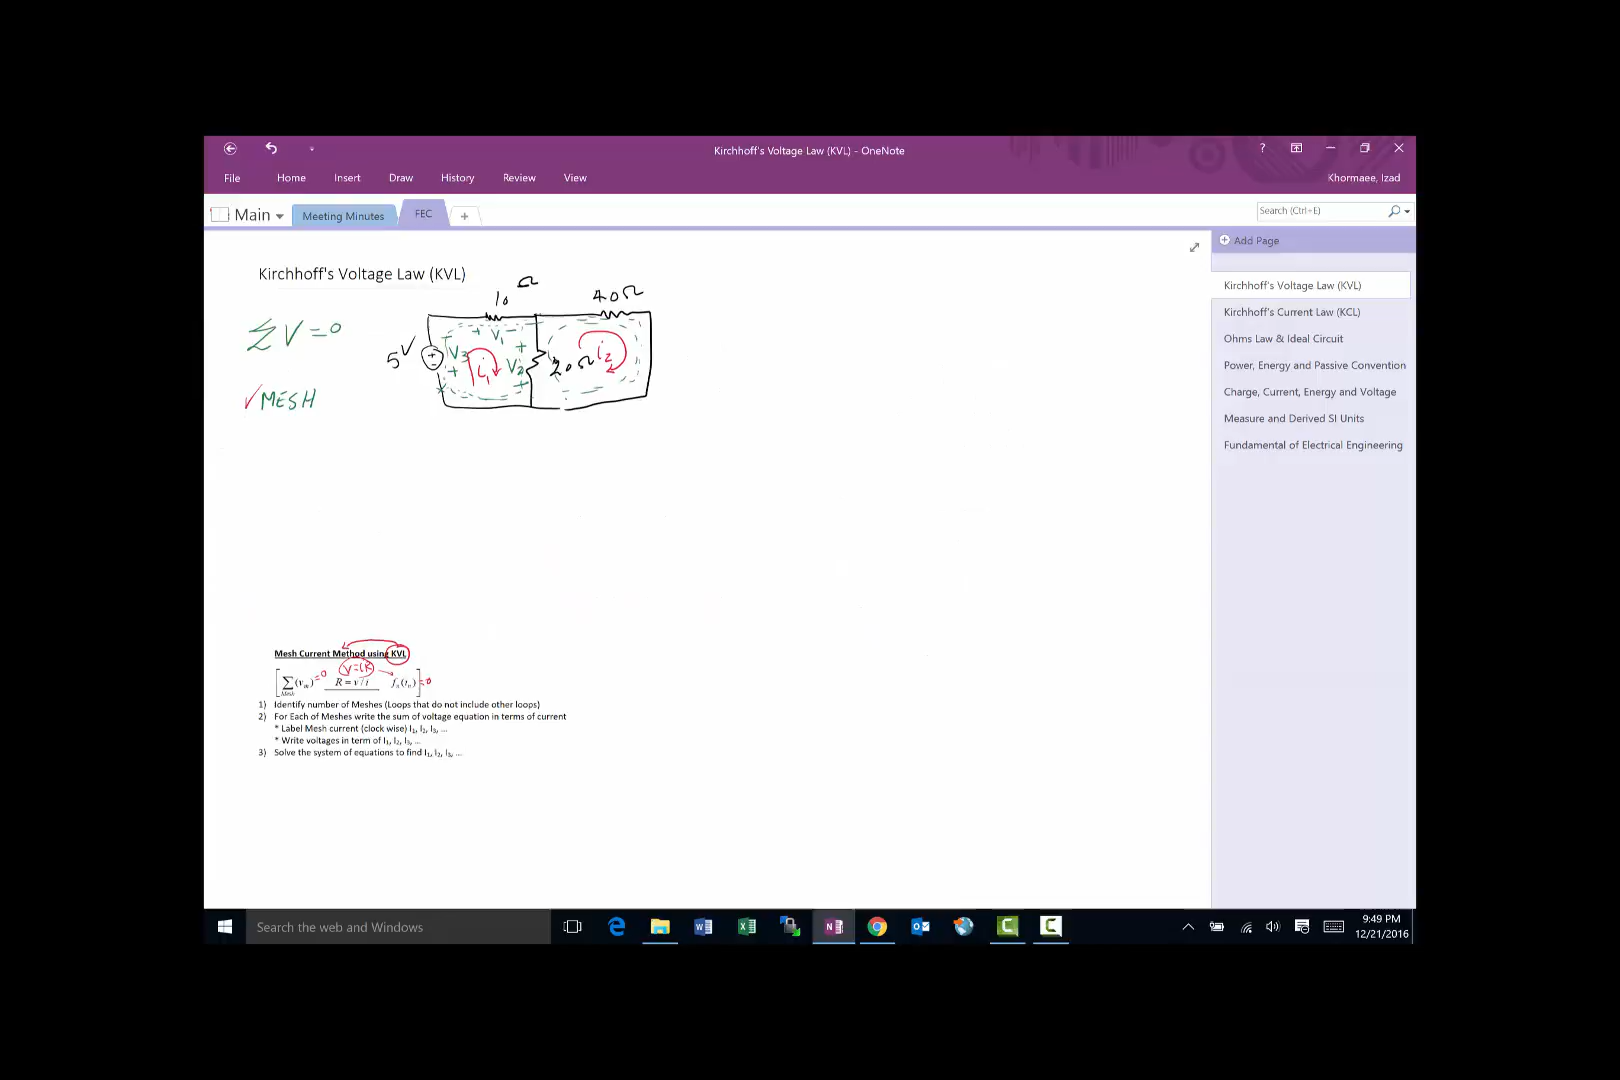 Kirchhoff's Voltage Law (KVL) - OneNote
File Home Insert Draw History Review View
Khormaee, Izad
Main Meeting Minutes FEC
Search (Ctrl+E)
Add Page
Kirchhoff's Voltage Law (KVL)
Kirchhoff's Current Law (KCL)
Ohms Law & Ideal Circuit
Power, Energy and Passive Convention
Charge, Current, Energy and Voltage
Measure and Derived SI Units
Fundamental of Electrical Engineering
Kirchhoff's Voltage Law (KVL)
ΣV=0
✓MESH
10 Ω
40Ω
5V
+ V₁ -
V₃
+
i₁
+
V₂
+
20Ω
i₂
Mesh Current Method using KVL
V=iR
[∑(vₘ)=0 R = v / i fₙ(iₙ)]=0
Mesh
1) Identify number of Meshes (Loops that do not include other loops)
2) For Each of Meshes write the sum of voltage equation in terms of current
* Label Mesh current (clock wise) I₁, I₂, I₃, ...
* Write voltages in term of I₁, I₂, I₃, ...
3) Solve the system of equations to find I₁, I₂, I₃, ...
Search the web and Windows
9:49 PM
12/21/2016